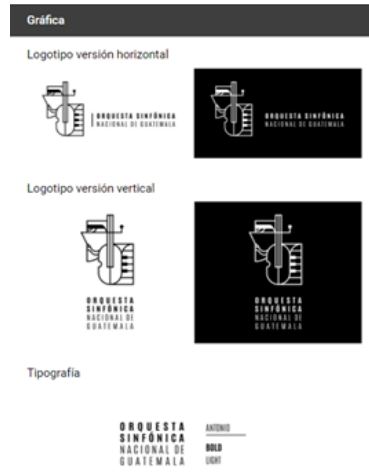 Gráfica
Logotipo versión horizontal
ORQUESTA SINFÓNICA
NACIONAL DE GUATEMALA
ORQUESTA SINFÓNICA
NACIONAL DE GUATEMALA
Logotipo versión vertical
ORQUESTA
SINFÓNICA
NACIONAL DE
GUATEMALA
ORQUESTA
SINFÓNICA
NACIONAL DE
GUATEMALA
Tipografía
ORQUESTA
SINFÓNICA
NACIONAL DE
GUATEMALA
ANTONIO
BOLD
LIGHT